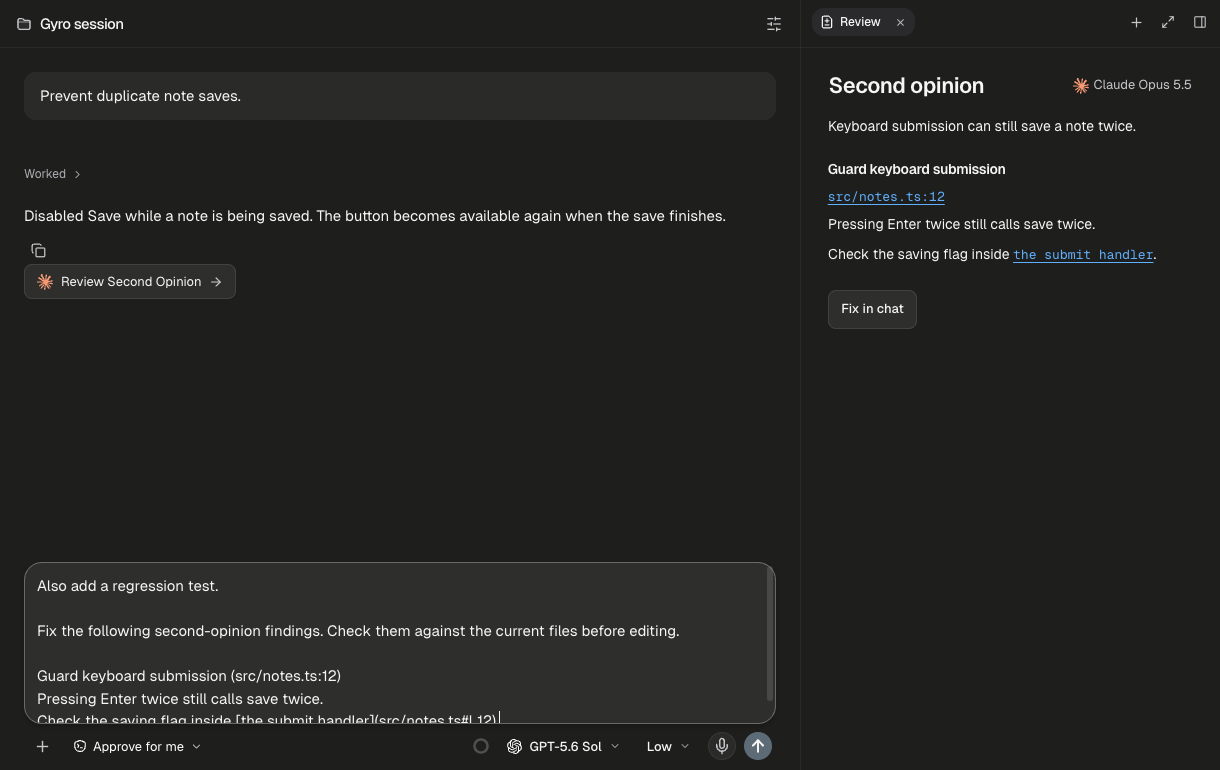 Gyro session
Prevent duplicate note saves.
Worked
Disabled Save while a note is being saved. The button becomes available again when the save finishes.
Review Second Opinion
Also add a regression test.
Fix the following second-opinion findings. Check them against the current files before editing.
Guard keyboard submission (src/notes.ts:12)
Pressing Enter twice still calls save twice.
Check the saving flag inside [the submit handler](src/notes.ts#L12)
Approve for me
GPT-5.6 Sol
Low
Review
Second opinion
Claude Opus 5.5
Keyboard submission can still save a note twice.
Guard keyboard submission
src/notes.ts:12
Pressing Enter twice still calls save twice.
Check the saving flag inside the submit handler.
Fix in chat